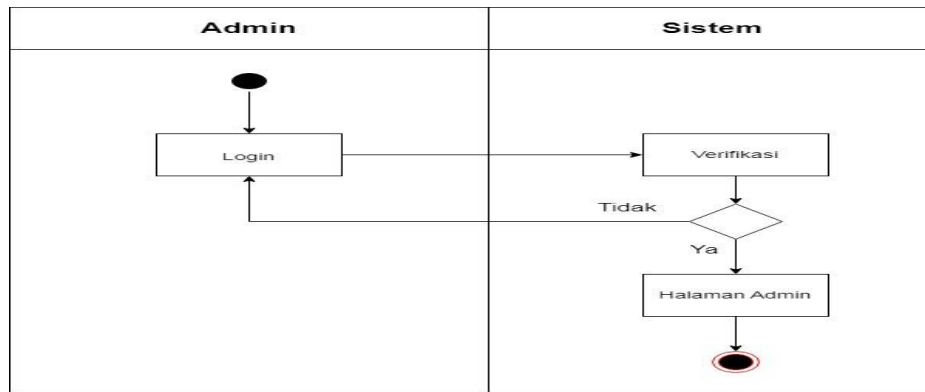 Admin
Sistem
Login
Verifikasi
Tidak
Ya
Halaman Admin